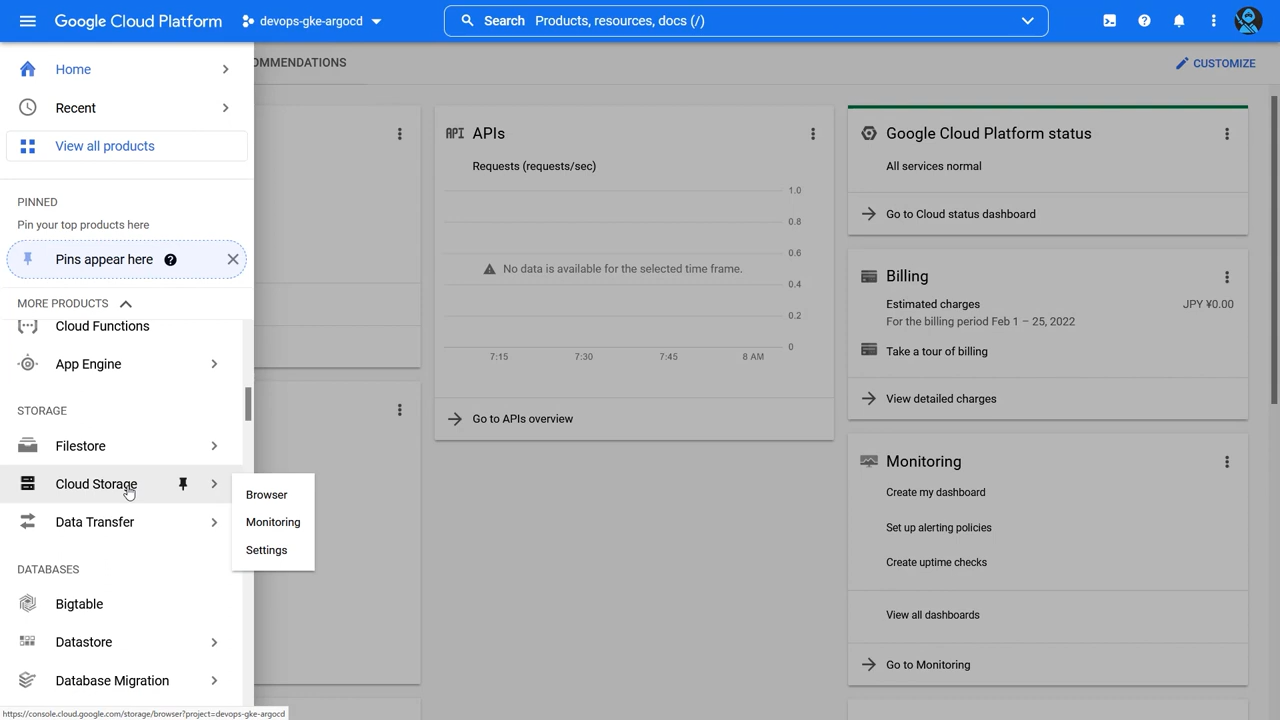 Google Cloud Platform
devops-gke-argocd
Search Products, resources, docs (/)
Home
Recent
View all products
PINNED
Pin your top products here
Pins appear here
MORE PRODUCTS
Cloud Functions
App Engine
STORAGE
Filestore
Cloud Storage
Data Transfer
DATABASES
Bigtable
Datastore
Database Migration
Browser
Monitoring
Settings
OMMENDATIONS
CUSTOMIZE
API APIs
Requests (requests/sec)
1.0
0.8
0.6
No data is available for the selected time frame.
0.4
0.2
0
7:15 7:30 7:45 8 AM
Go to APIs overview
Google Cloud Platform status
All services normal
Go to Cloud status dashboard
Billing
Estimated charges JPY ¥0.00
For the billing period Feb 1 – 25, 2022
Take a tour of billing
View detailed charges
Monitoring
Create my dashboard
Set up alerting policies
Create uptime checks
View all dashboards
Go to Monitoring
https://console.cloud.google.com/storage/browser?project=devops-gke-argocd